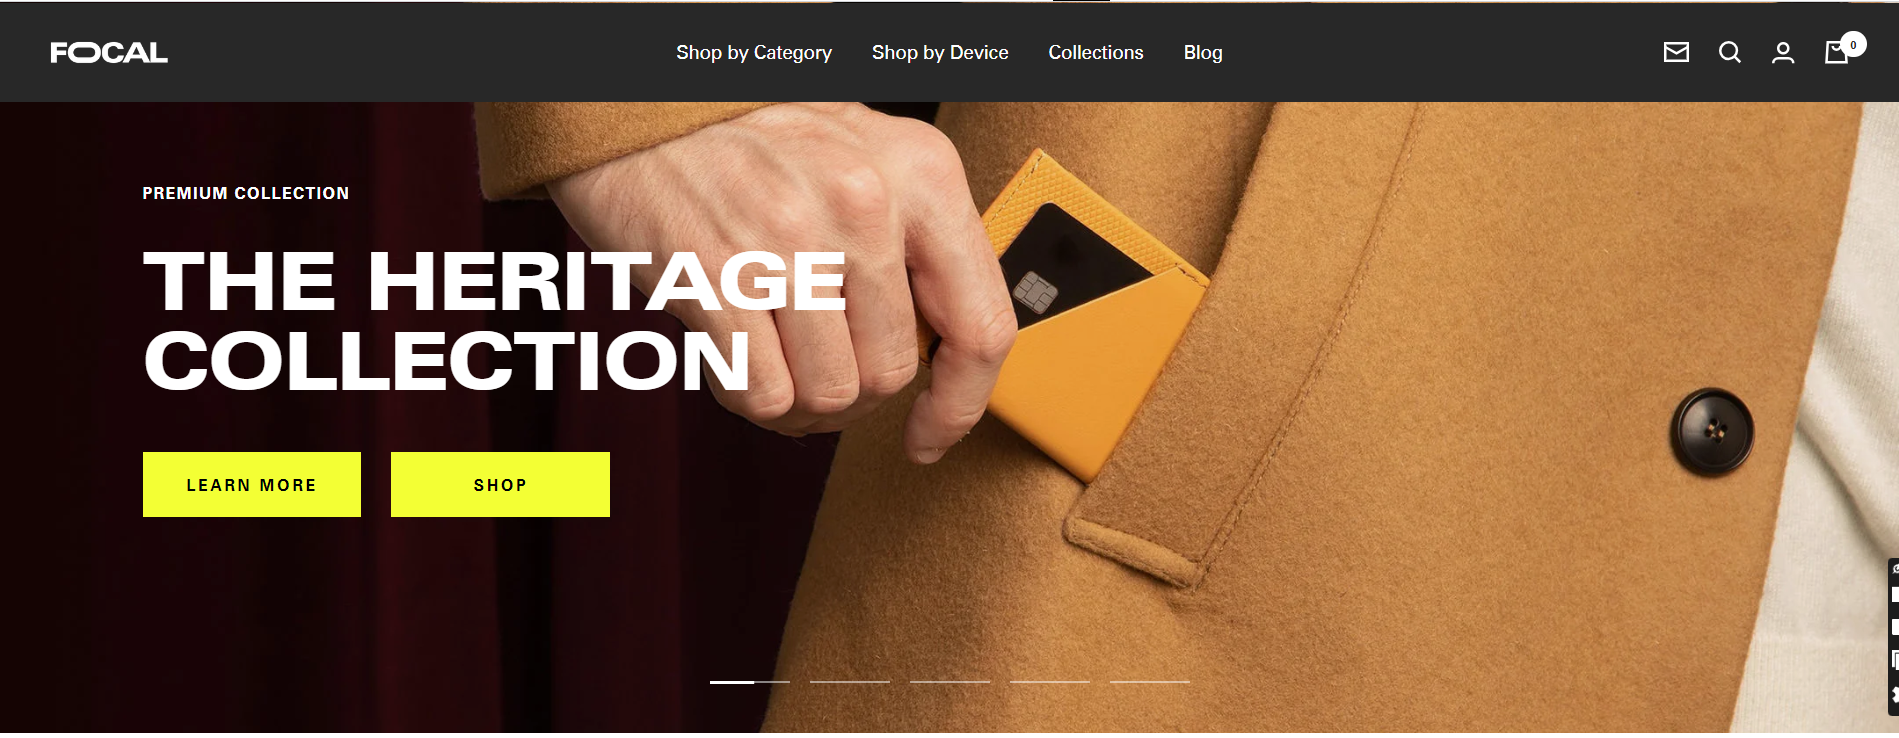 FOCAL
Shop by Category
Shop by Device
Collections
Blog
0
PREMIUM COLLECTION
THE HERITAGE
COLLECTION
LEARN MORE
SHOP